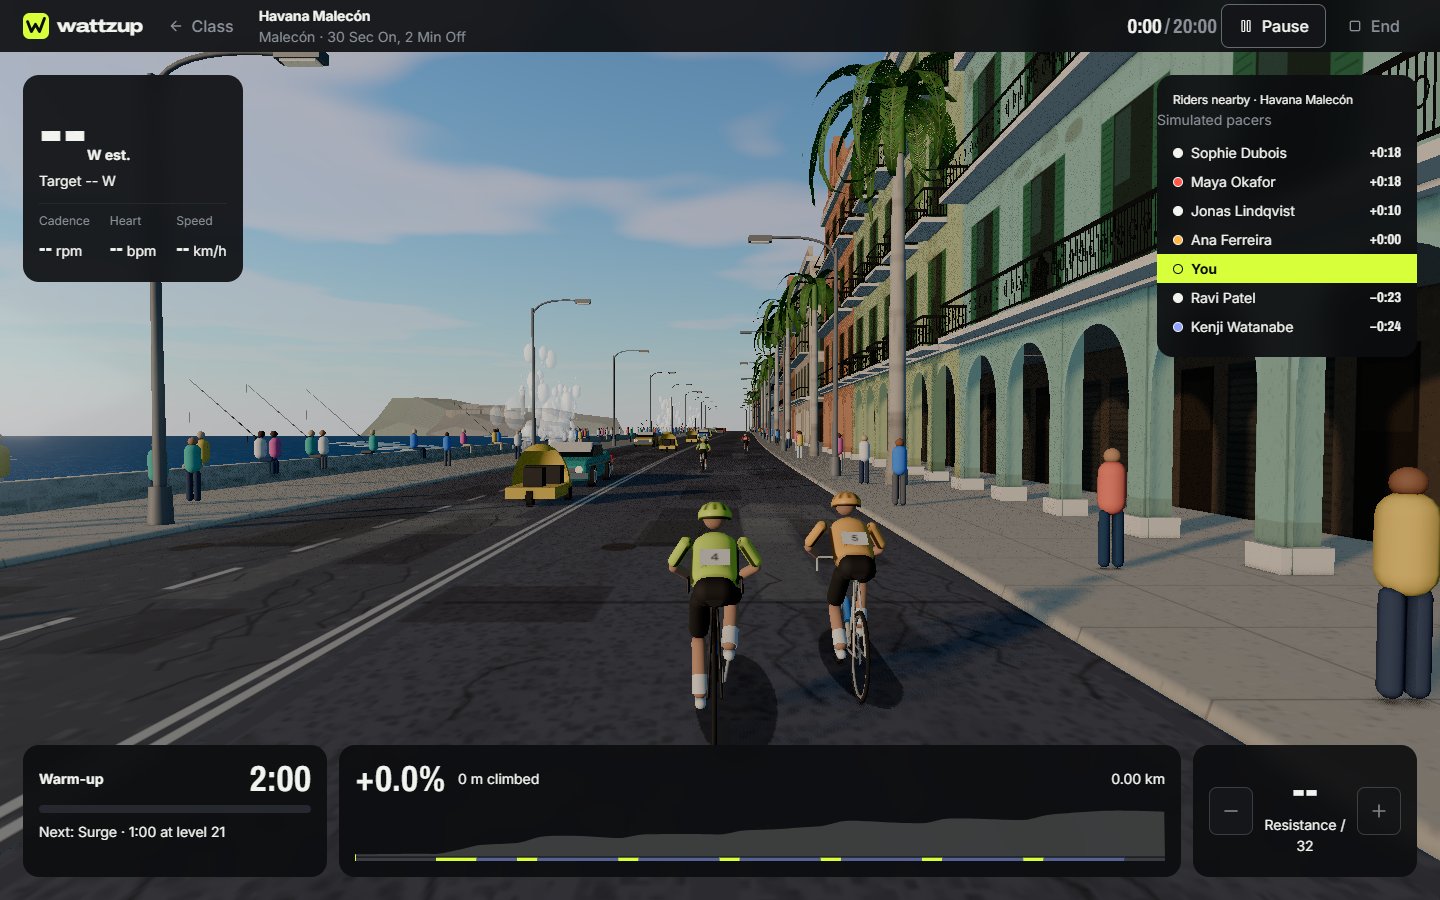 W wattzup
Class
Havana Malecón
Malecón · 30 Sec On, 2 Min Off
0:00 / 20:00
Pause
End
-- W est.
Target -- W
Cadence Heart Speed
-- rpm -- bpm -- km/h
Riders nearby · Havana Malecón
Simulated pacers
Sophie Dubois +0:18
Maya Okafor +0:18
Jonas Lindqvist +0:10
Ana Ferreira +0:00
You
Ravi Patel −0:23
Kenji Watanabe −0:24
4
5
Warm-up 2:00
Next: Surge · 1:00 at level 21
+0.0% 0 m climbed 0.00 km
--
Resistance /
32